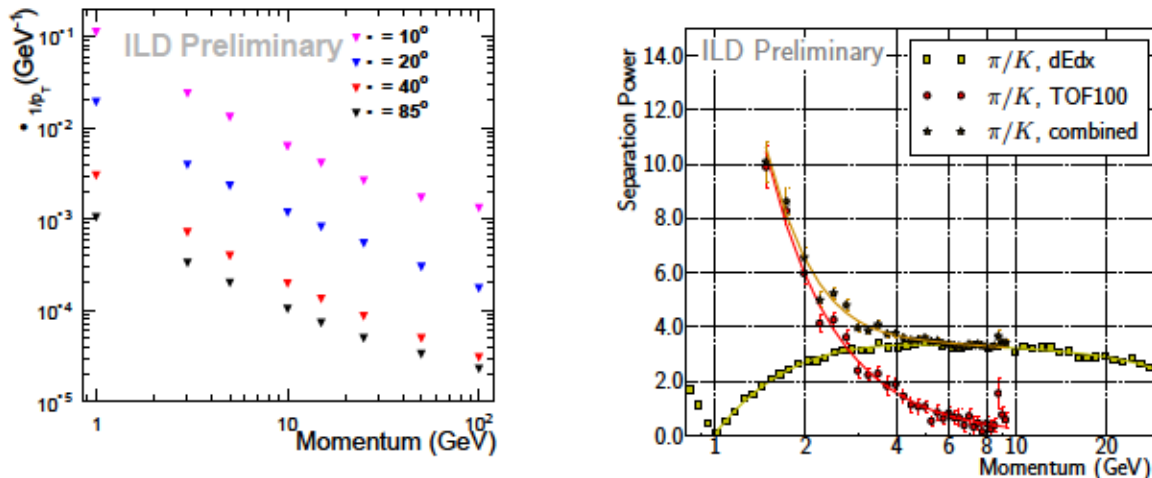 ILD Preliminary
- = 10°
- = 20°
- = 40°
- = 85°
• 1/pT (GeV-1)
10-1
10-2
10-3
10-4
10-5
1
10
10²
Momentum (GeV)
ILD Preliminary
π/K, dEdx
π/K, TOF100
π/K, combined
Separation Power
14.0
12.0
10.0
8.0
6.0
4.0
2.0
0.0
1
2
4
6
8
10
20
Momentum (GeV)